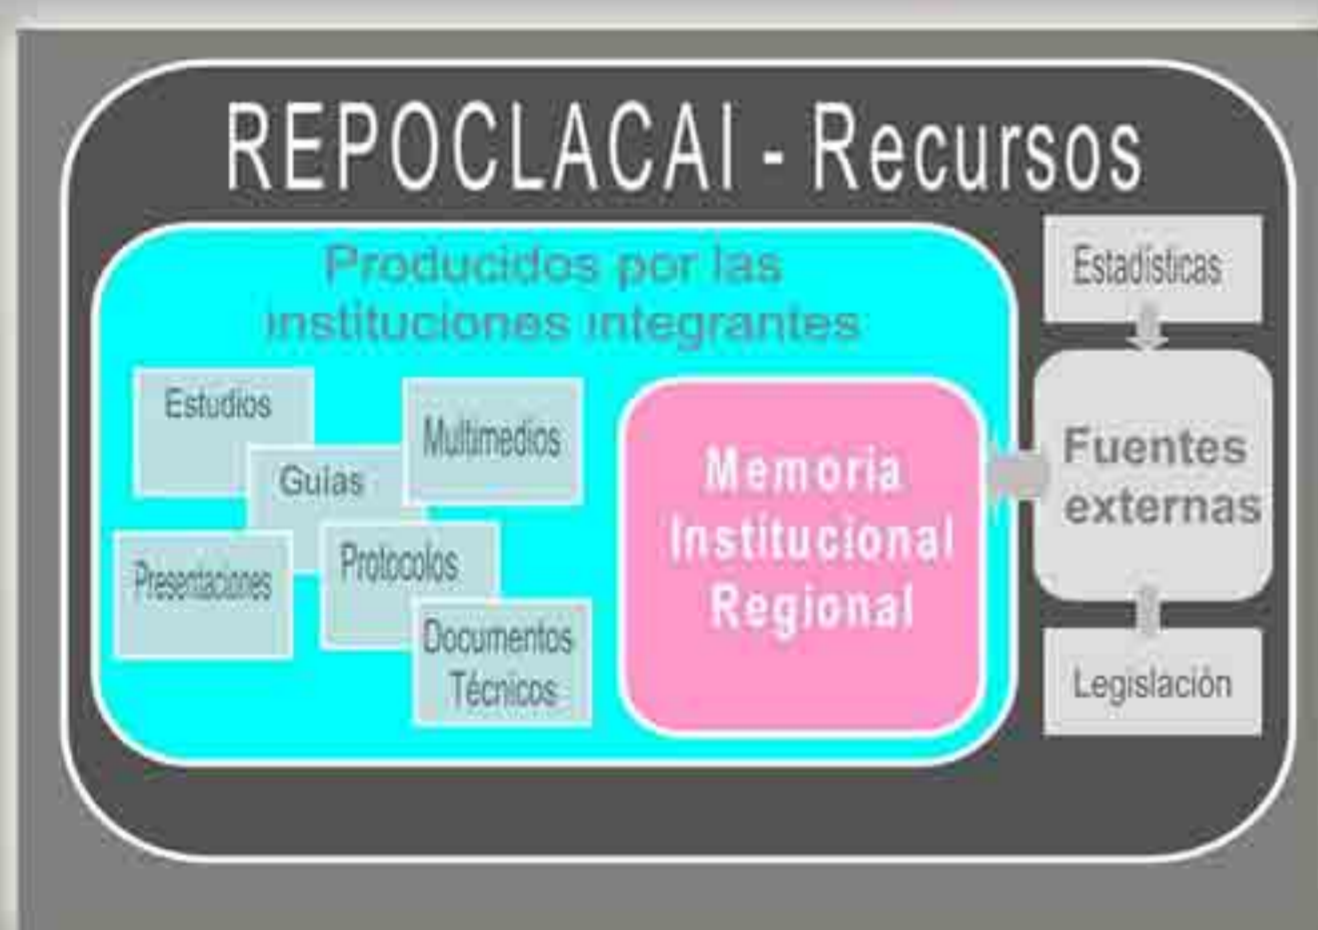 REPOCLACAI - Recursos
Producidos por las
instituciones integrantes
Estudios
Multimedios
Guias
Presentaciones
Protocolos
Documentos
Técnicos
Memoria
Institucional
Regional
Estadísticas
Fuentes
externas
Legislación